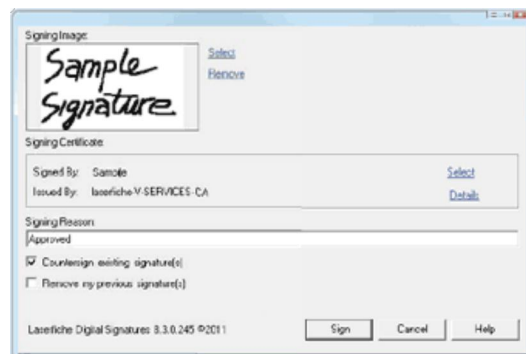 Signing Image:
Sample
Signature
Select
Remove
Signing Certificate
Signed By: Sample
Select
Issued By: laserfiche-V-SERVICES-CA
Details
Signing Reason:
Approved
Countersign existing signature(s)
Remove my previous signature(s)
Laserfiche Digital Signatures 8.3.0.245 ©2011
Sign
Cancel
Help